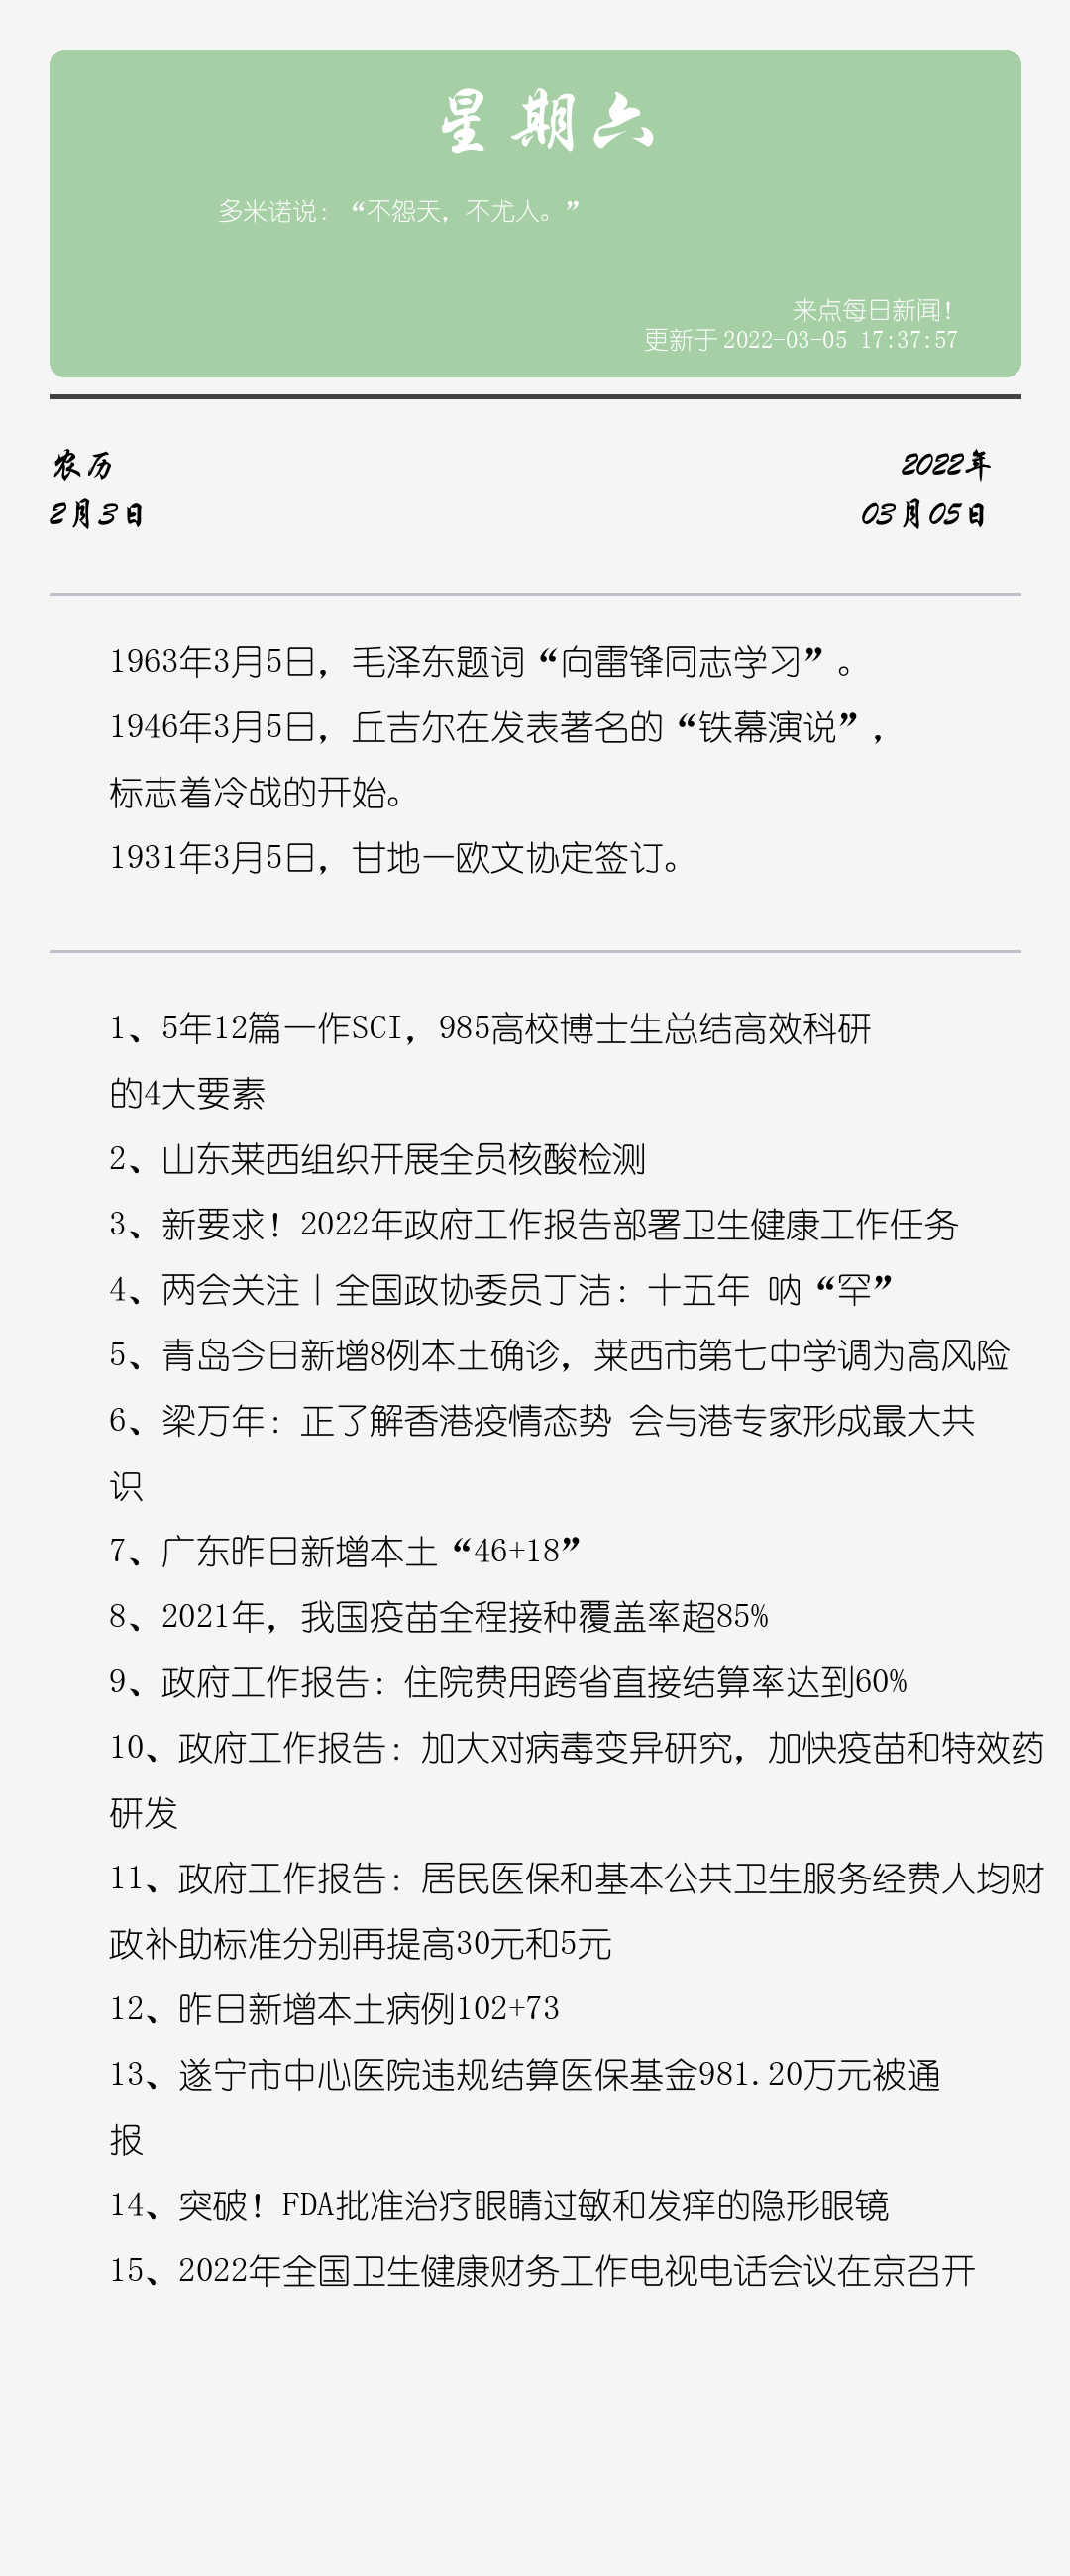 星期六
多米诺说：“不怨天，不尤人。”
来点每日新闻！
更新于 2022-03-05 17:37:57
农历
2月3日
2022年
03月05日
1963年3月5日，毛泽东题词“向雷锋同志学习”。
1946年3月5日，丘吉尔在发表著名的“铁幕演说”，
标志着冷战的开始。
1931年3月5日，甘地—欧文协定签订。
1、5年12篇一作SCI，985高校博士生总结高效科研
的4大要素
2、山东莱西组织开展全员核酸检测
3、新要求！2022年政府工作报告部署卫生健康工作任务
4、两会关注丨全国政协委员丁洁：十五年 呐“罕”
5、青岛今日新增8例本土确诊，莱西市第七中学调为高风险
6、梁万年：正了解香港疫情态势 会与港专家形成最大共
识
7、广东昨日新增本土“46+18”
8、2021年，我国疫苗全程接种覆盖率超85%
9、政府工作报告：住院费用跨省直接结算率达到60%
10、政府工作报告：加大对病毒变异研究，加快疫苗和特效药
研发
11、政府工作报告：居民医保和基本公共卫生服务经费人均财
政补助标准分别再提高30元和5元
12、昨日新增本土病例102+73
13、遂宁市中心医院违规结算医保基金981.20万元被通
报
14、突破！FDA批准治疗眼睛过敏和发痒的隐形眼镜
15、2022年全国卫生健康财务工作电视电话会议在京召开